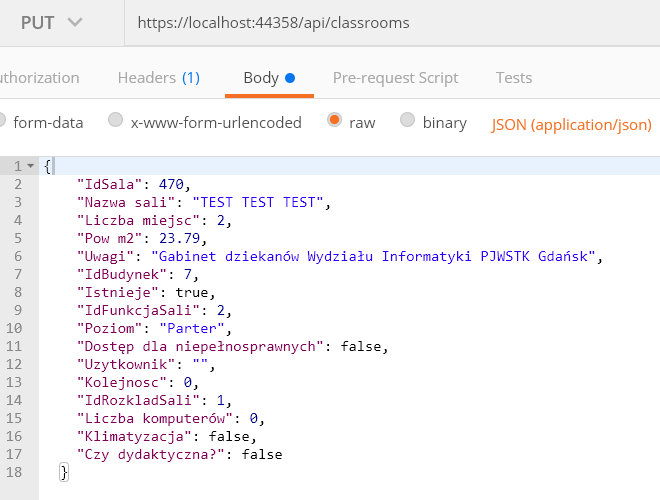 PUT https://localhost:44358/api/classrooms
uthorization Headers (1) Body Pre-request Script Tests
form-data x-www-form-urlencoded raw binary JSON (application/json)
1 {
2 "IdSala": 470,
3 "Nazwa sali": "TEST TEST TEST",
4 "Liczba miejsc": 2,
5 "Pow m2": 23.79,
6 "Uwagi": "Gabinet dziekanów Wydziału Informatyki PJWSTK Gdańsk",
7 "IdBudynek": 7,
8 "Istnieje": true,
9 "IdFunkcjaSali": 2,
10 "Poziom": "Parter",
11 "Dostęp dla niepełnosprawnych": false,
12 "Uzytkownik": "",
13 "Kolejnosc": 0,
14 "IdRozkladSali": 1,
15 "Liczba komputerów": 0,
16 "Klimatyzacja": false,
17 "Czy dydaktyczna?": false
18 }